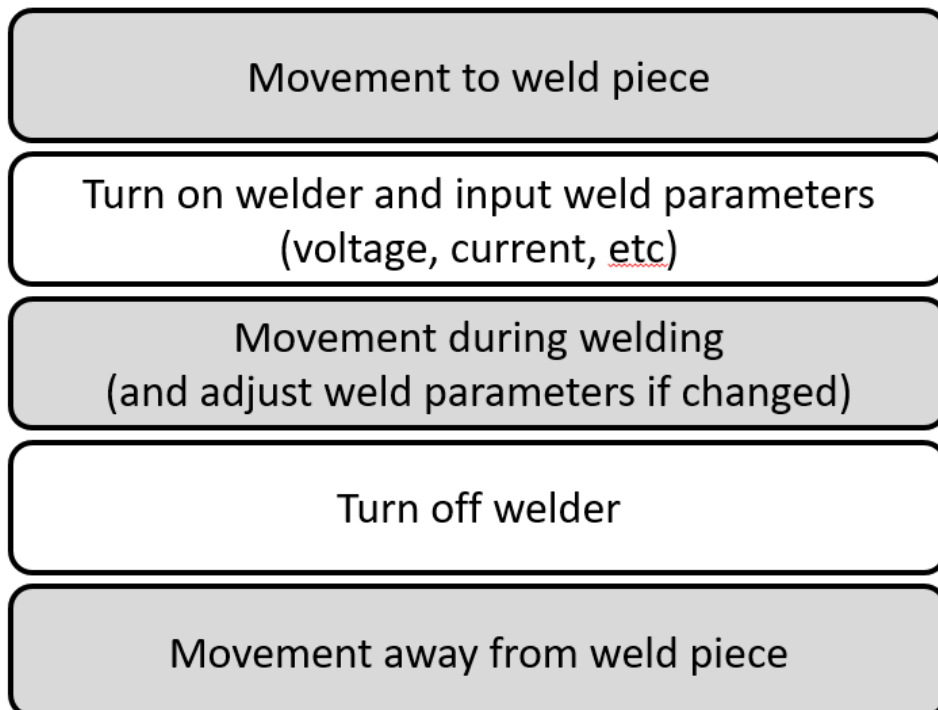 Movement to weld piece
Turn on welder and input weld parameters
(voltage, current, etc)
Movement during welding
(and adjust weld parameters if changed)
Turn off welder
Movement away from weld piece